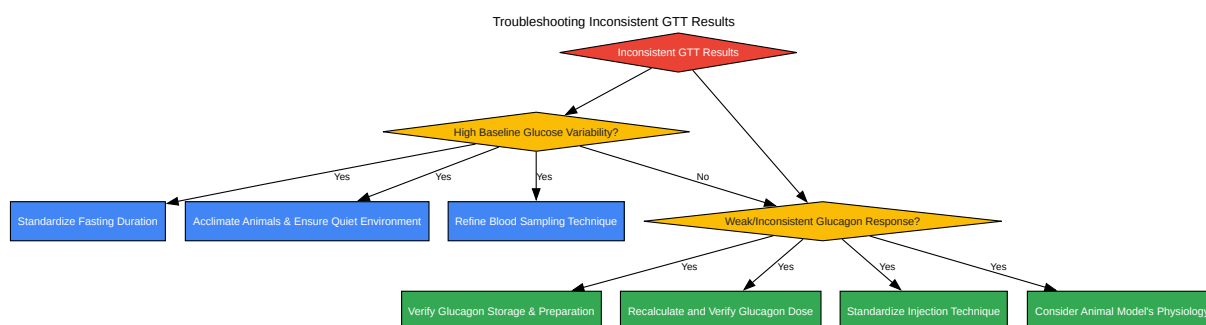 Troubleshooting Inconsistent GTT Results
Inconsistent GTT Results
High Baseline Glucose Variability?
Yes
Yes
Yes
No
Standardize Fasting Duration
Acclimate Animals & Ensure Quiet Environment
Refine Blood Sampling Technique
Weak/Inconsistent Glucagon Response?
Yes
Yes
Yes
Yes
Verify Glucagon Storage & Preparation
Recalculate and Verify Glucagon Dose
Standardize Injection Technique
Consider Animal Model's Physiology